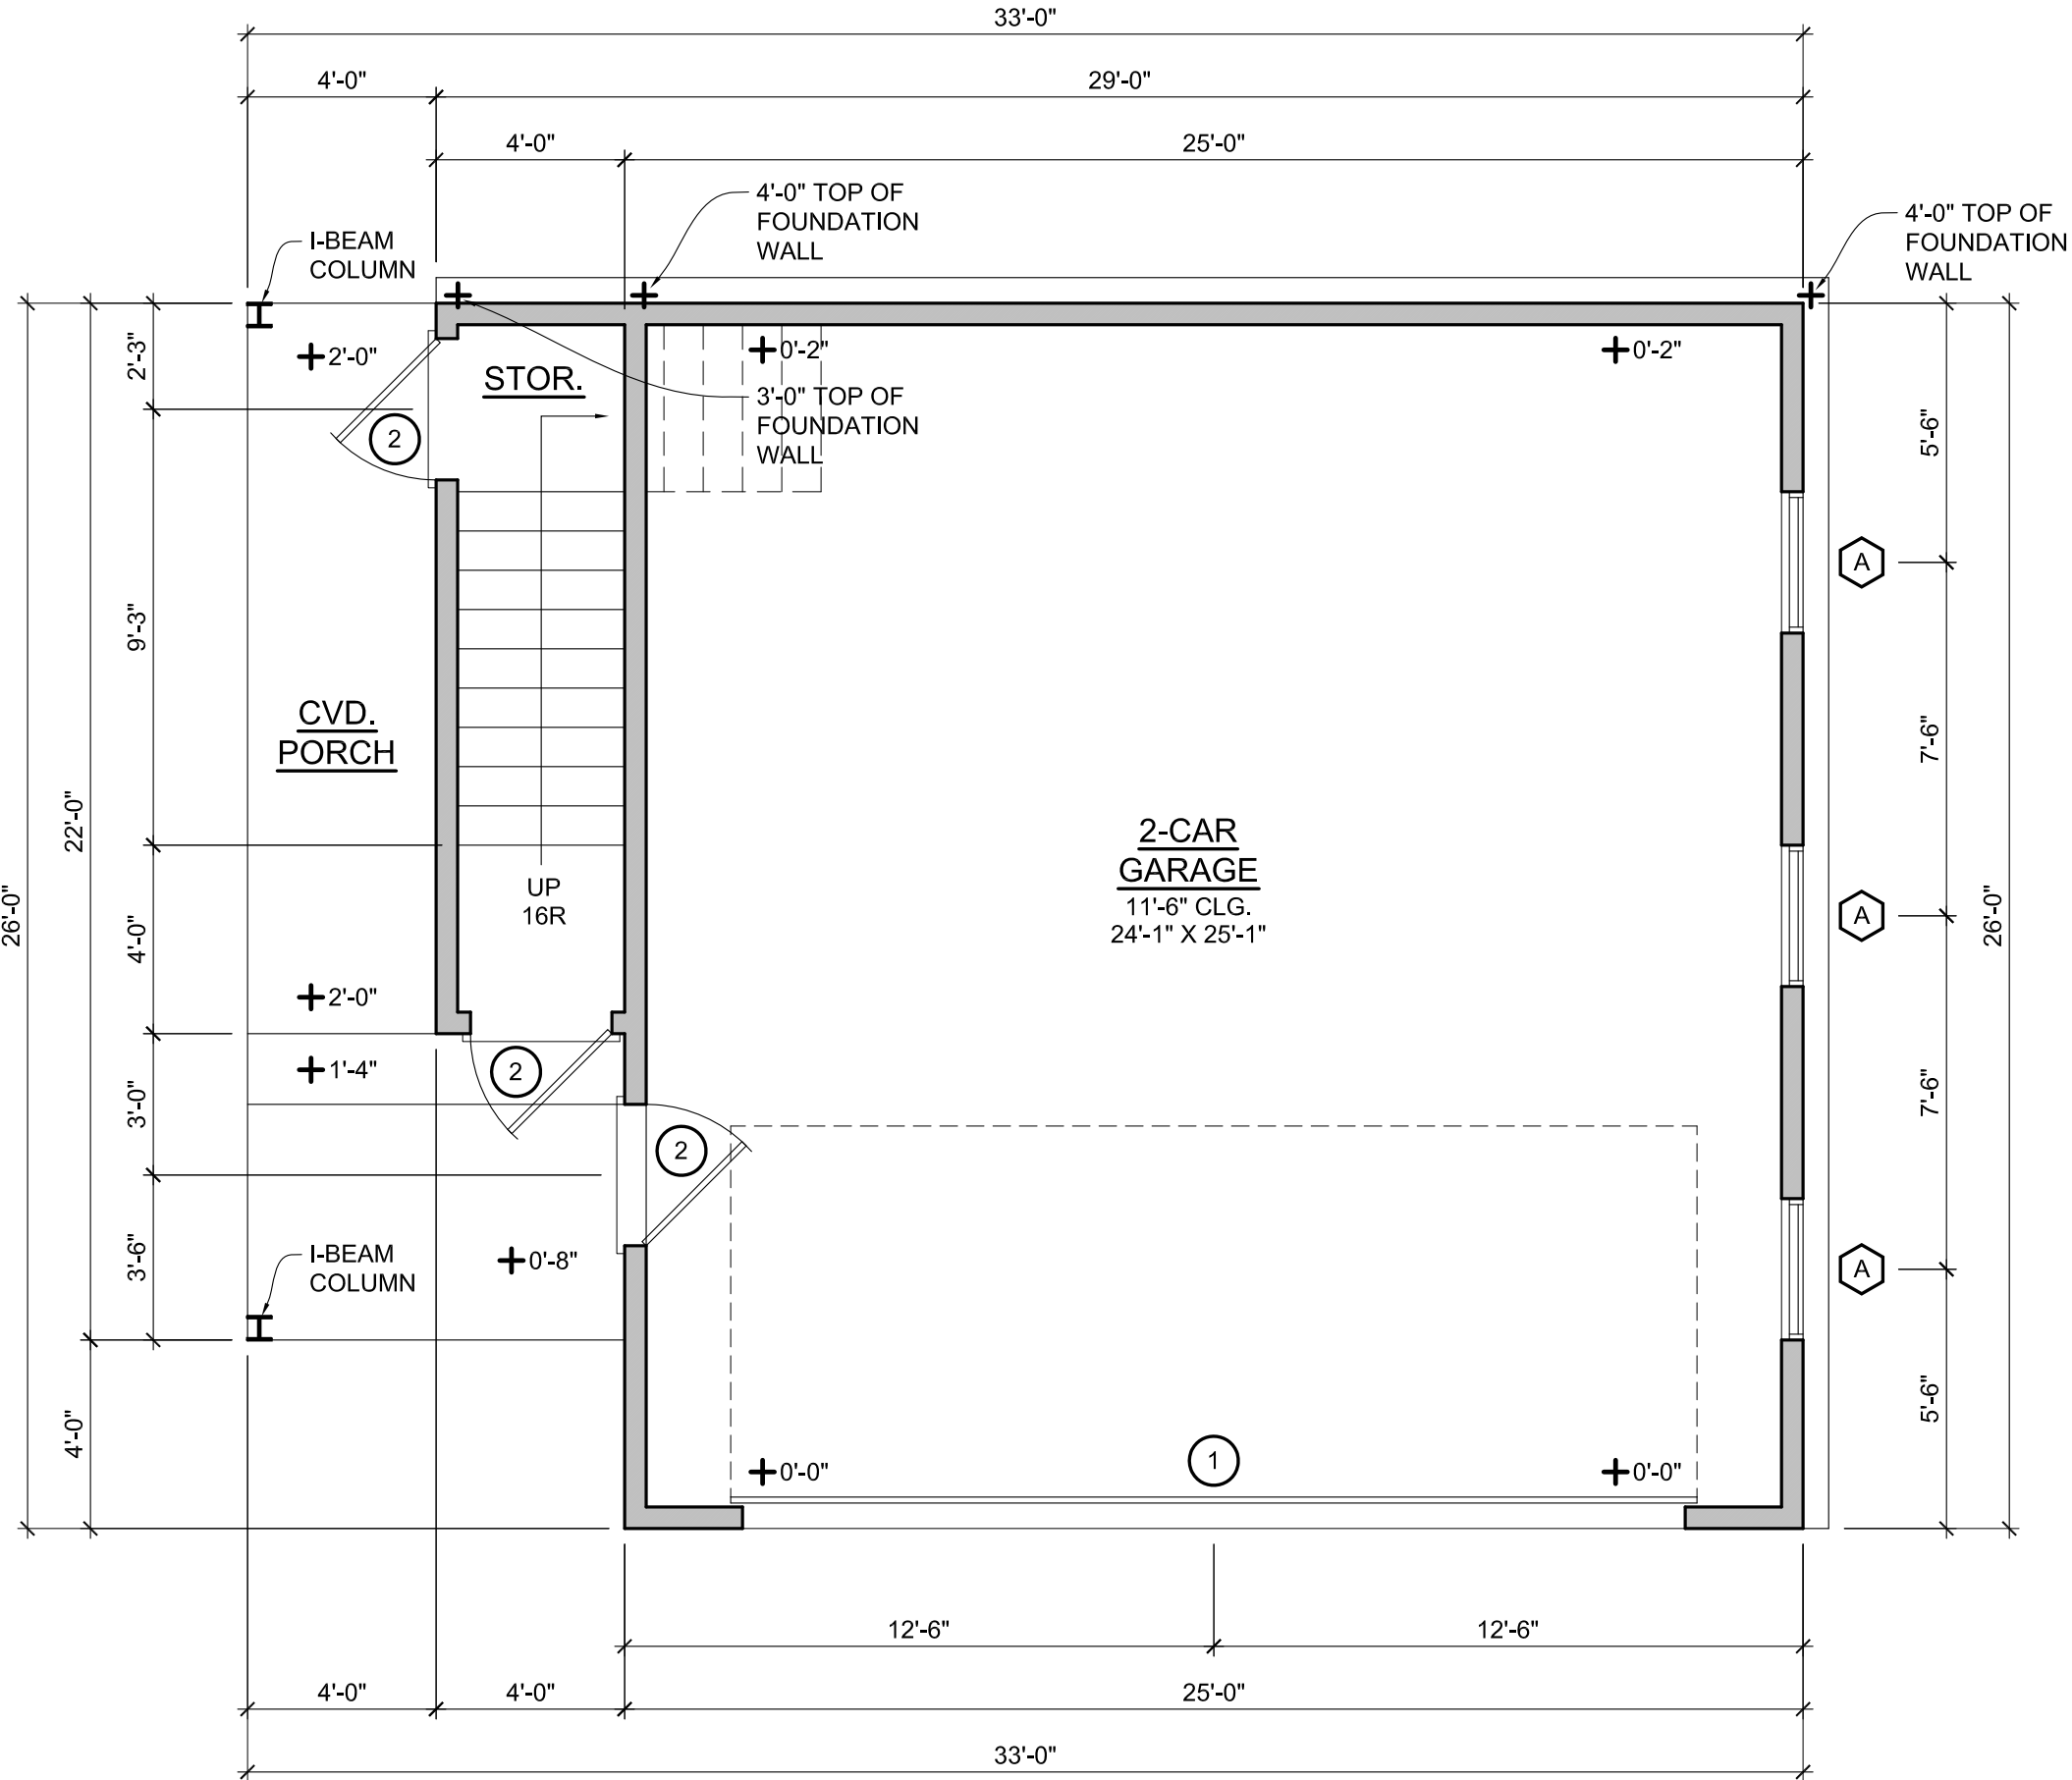 33'-0"
4'-0"
29'-0"
4'-0"
25'-0"
4'-0" TOP OF
FOUNDATION
WALL
4'-0" TOP OF
FOUNDATION
WALL
I-BEAM
COLUMN
2'-0"
0'-2"
0'-2"
2'-3"
STOR.
3'-0" TOP OF
FOUNDATION
WALL
2
5'-6"
A
9'-3"
CVD.
PORCH
7'-6"
22'-0"
2-CAR
GARAGE
11'-6" CLG.
24'-1" X 25'-1"
UP
16R
26'-0"
4'-0"
A
26'-0"
2'-0"
1'-4"
2
3'-0"
7'-6"
2
I-BEAM
COLUMN
3'-6"
0'-8"
A
4'-0"
5'-6"
0'-0"
1
0'-0"
12'-6"
12'-6"
4'-0"
4'-0"
25'-0"
33'-0"